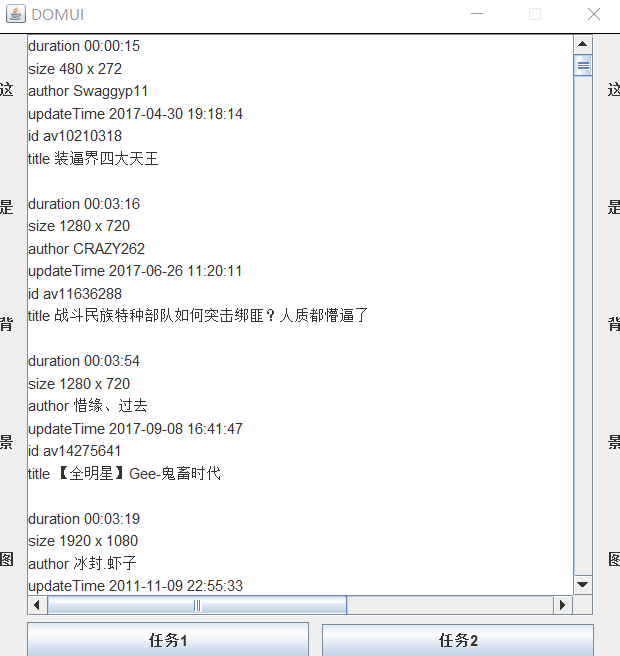 DOMUI
duration 00:00:15
size 480 x 272
author Swaggyp11
updateTime 2017-04-30 19:18:14
id av10210318
title 装逼界四大天王
duration 00:03:16
size 1280 x 720
author CRAZY262
updateTime 2017-06-26 11:20:11
id av11636288
title 战斗民族特种部队如何突击绑匪？人质都懵逼了
duration 00:03:54
size 1280 x 720
author 惜缘、过去
updateTime 2017-09-08 16:41:47
id av14275641
title 【全明星】Gee-鬼畜时代
duration 00:03:19
size 1920 x 1080
author 冰封.虾子
updateTime 2011-11-09 22:55:33
这
是
背
景
图
这
是
背
景
图
任务1
任务2